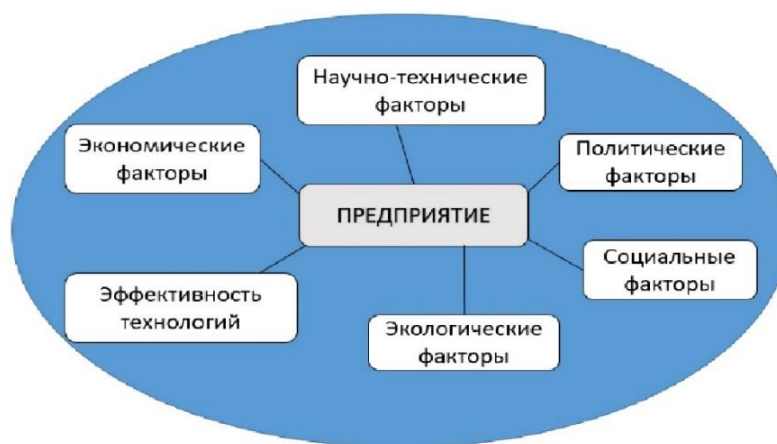 Научно-технические
факторы
Экономические
факторы
Политические
факторы
ПРЕДПРИЯТИЕ
Социальные
факторы
Эффективность
технологий
Экологические
факторы